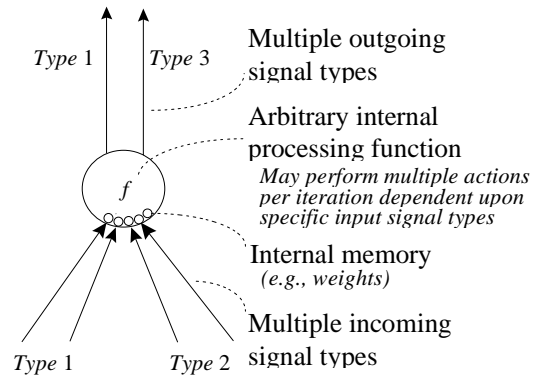 Type 1
Type 3
Multiple outgoing
signal types
Arbitrary internal
processing function
May perform multiple actions
per iteration dependent upon
specific input signal types
f
Internal memory
(e.g., weights)
Multiple incoming
signal types
Type 1
Type 2